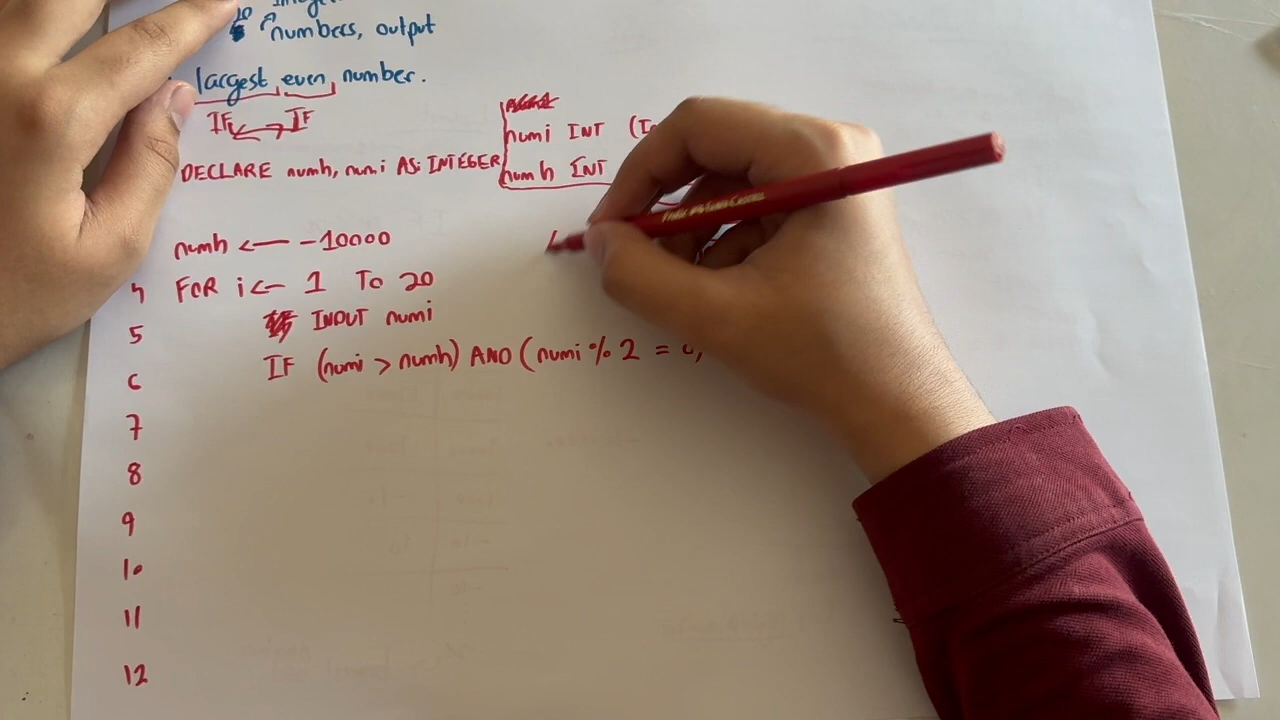 numbers, output
largest even number.
IF IF
numi INT
DECLARE numh, numi AS INTEGER
numh INT
numh ← -10000
4 FOR i ← 1 To 20
5 INPUT numi
6 IF (numi > numh) AND (numi % 2 =
7
8
9
10
11
12